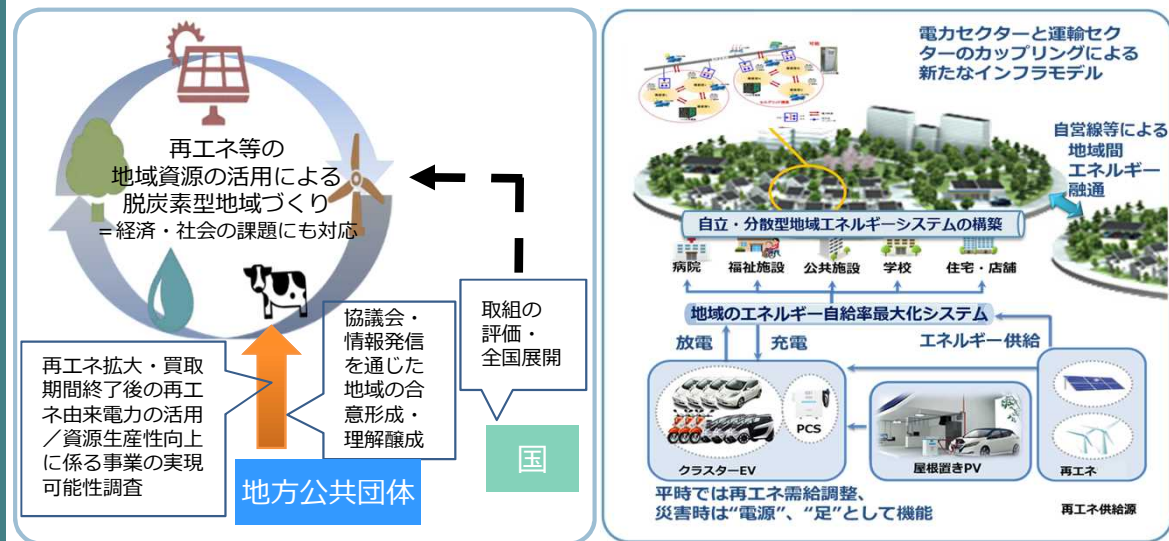 再エネ等の
地域資源の活用による
脱炭素型地域づくり
＝経済・社会の課題にも対応
再エネ拡大・買取
期間終了後の再エ
ネ由来電力の活用
／資源生産性向上
に係る事業の実現
可能性調査
協議会・
情報発信
を通じた
地域の合
意形成・
理解醸成
取組の
評価・
全国展開
地方公共団体
国
電力セクターと運輸セク
ターのカップリングによる
新たなインフラモデル
自営線等による
地域間
エネルギー
融通
自立・分散型地域エネルギーシステムの構築
病院
福祉施設
公共施設
学校
住宅・店舗
地域のエネルギー自給率最大化システム
放電
充電
エネルギー供給
PCS
クラスターEV
屋根置きPV
再エネ
平時では再エネ需給調整、
災害時は“電源”、“足”として機能
再エネ供給源